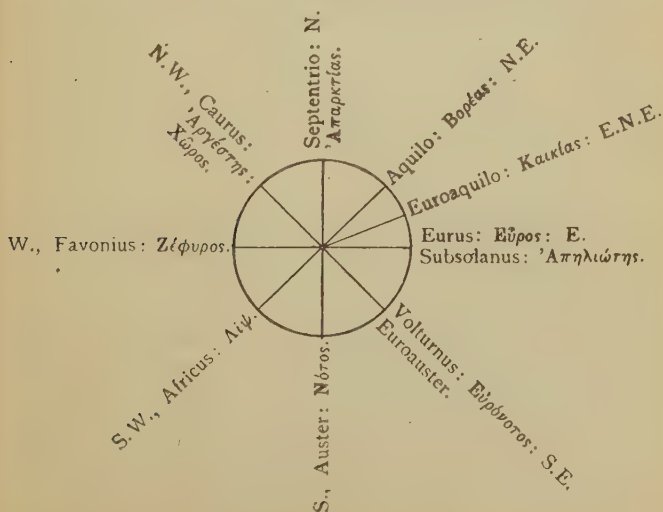 Septentrio: N.
Ἀπαρκτίας.
Aquilo: Βορέας: N.E.
Euroaquilo: Καικίας: E.N.E.
Eurus: Εὖρος: E.
Subsolanus: Ἀπηλιώτης.
Volturnus: Εὐρόνοτος: S.E.
Euroauster.
S., Auster: Νότος.
S.W., Africus: Λίψ.
W., Favonius: Ζέφυρος.
N.W., Caurus:
Ἀργέστης:
Χῶρος.